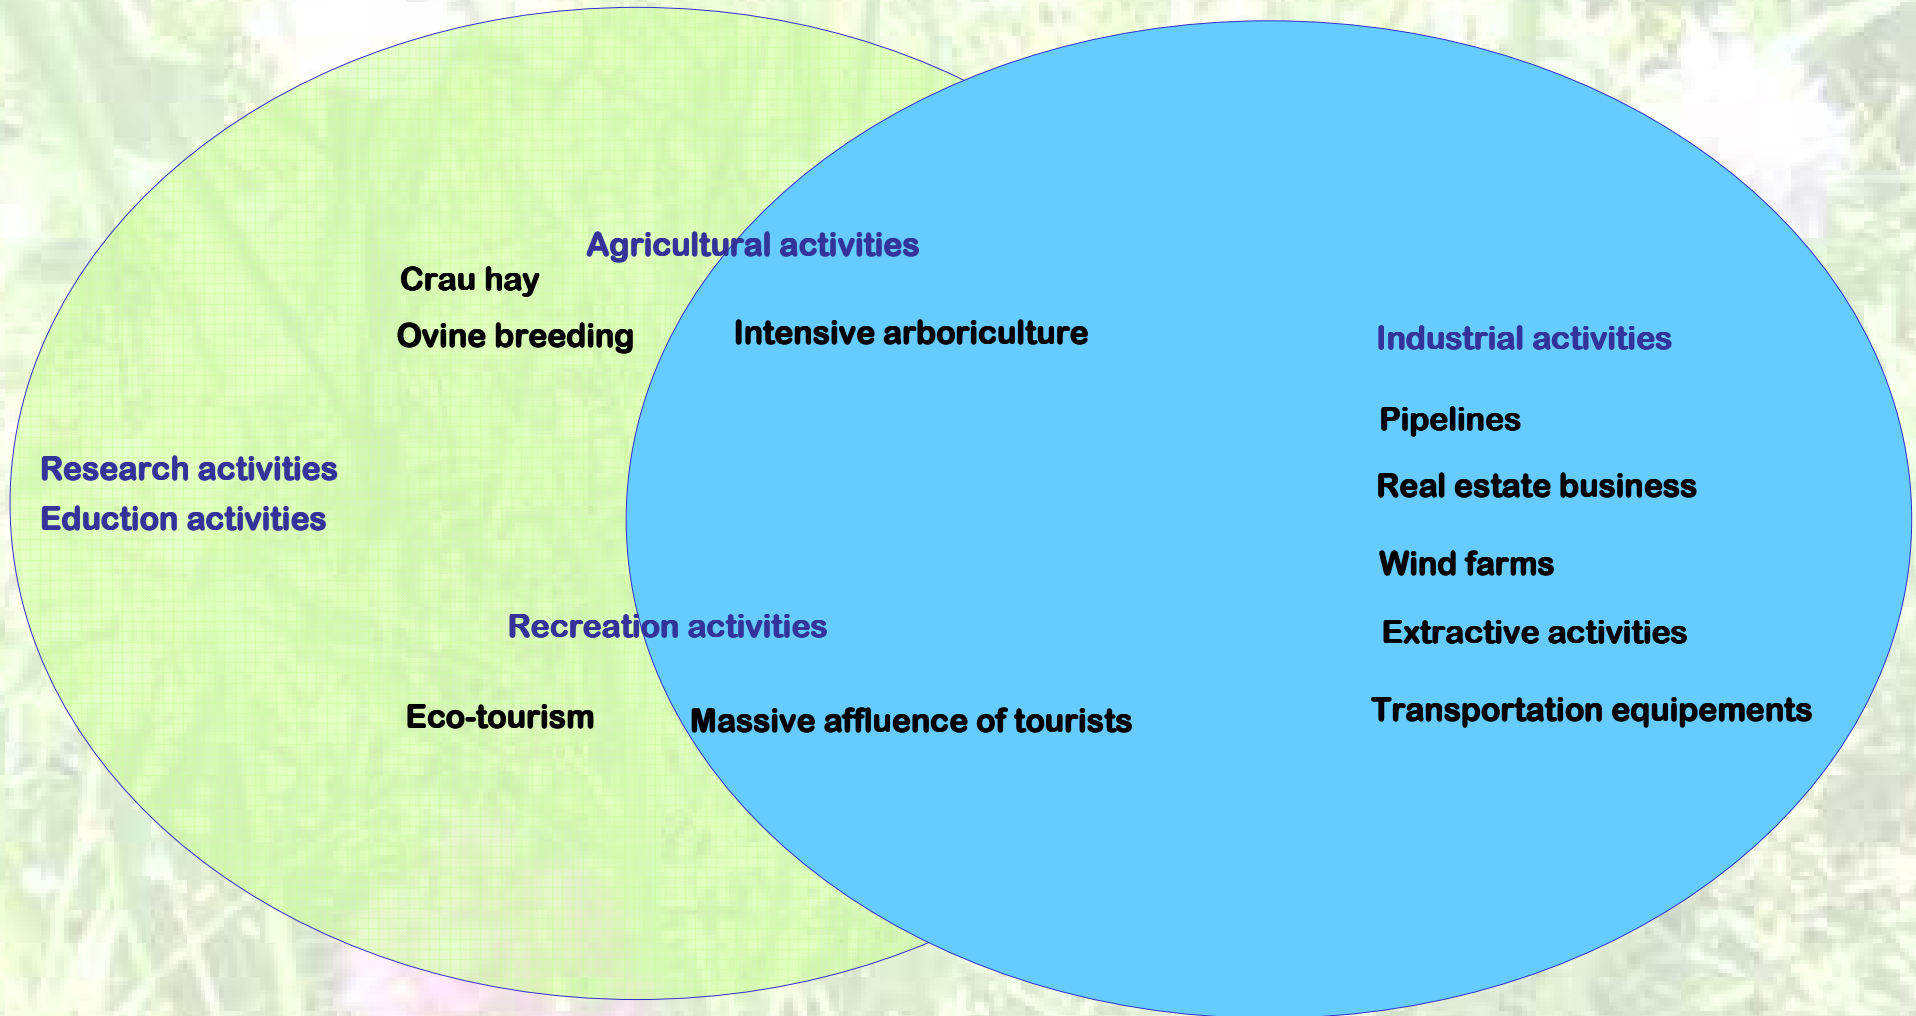 Agricultural activities
Crau hay
Ovine breeding
Intensive arboriculture
Research activities
Eduction activities
Recreation activities
Eco-tourism
Massive affluence of tourists
Industrial activities
Pipelines
Real estate business
Wind farms
Extractive activities
Transportation equipements